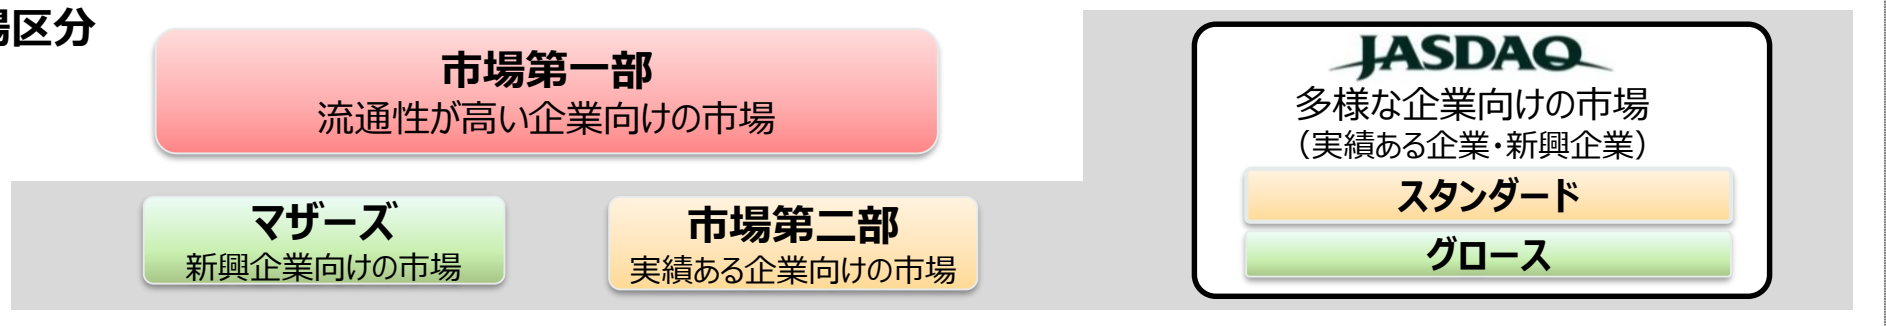 場区分
市場第一部
流通性が高い企業向けの市場
JASDAQ
多様な企業向けの市場
（実績ある企業・新興企業）
スタンダード
グロース
マザーズ
新興企業向けの市場
市場第二部
実績ある企業向けの市場